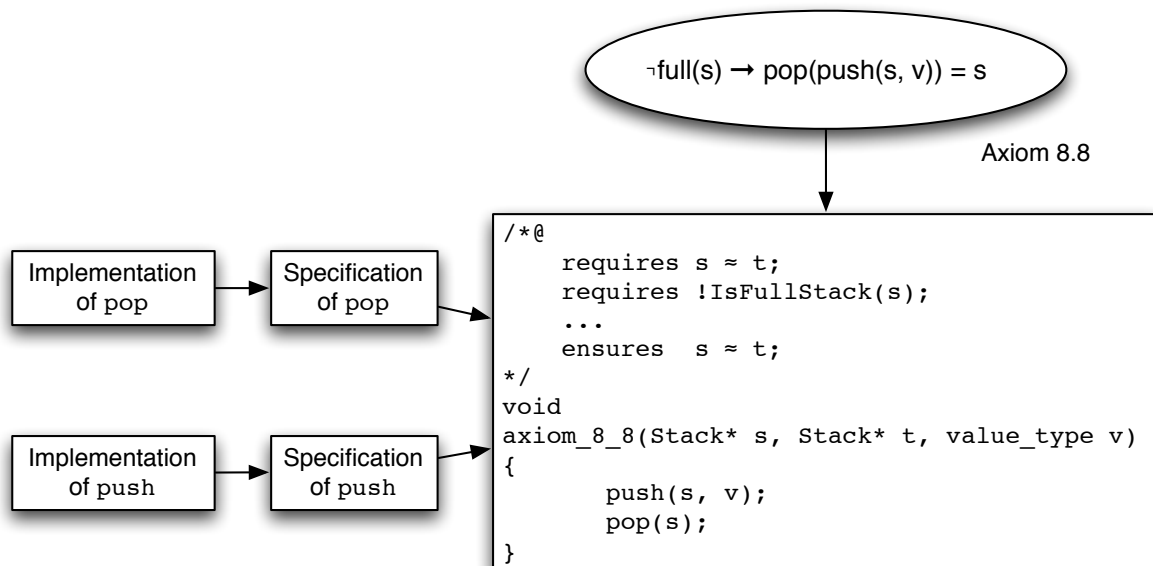 ¬full(s) → pop(push(s, v)) = s
Axiom 8.8
Implementation
of pop
Specification
of pop
Implementation
of push
Specification
of push
/*@
    requires s ≈ t;
    requires !IsFullStack(s);
    ...
    ensures  s ≈ t;
*/
void
axiom_8_8(Stack* s, Stack* t, value_type v)
{
      push(s, v);
      pop(s);
}